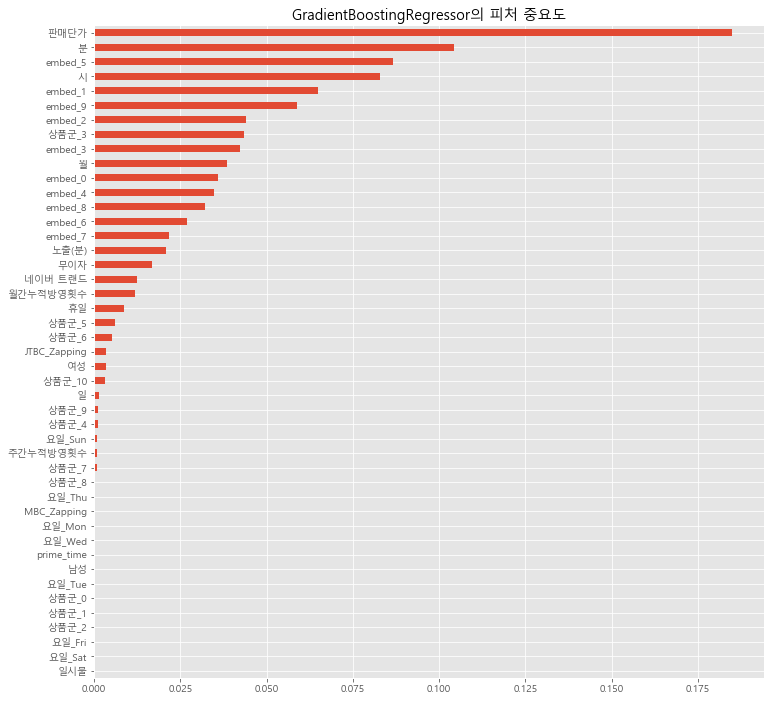 GradientBoostingRegressor의 피처 중요도
판매단가
분
embed_5
시
embed_1
embed_9
embed_2
상품군_3
embed_3
월
embed_0
embed_4
embed_8
embed_6
embed_7
노출(분)
무이자
네이버 트랜드
월간누적방영횟수
휴일
상품군_5
상품군_6
JTBC_Zapping
여성
상품군_10
일
상품군_9
상품군_4
요일_Sun
주간누적방영횟수
상품군_7
상품군_8
요일_Thu
MBC_Zapping
요일_Mon
요일_Wed
prime_time
남성
요일_Tue
상품군_0
상품군_1
상품군_2
요일_Fri
요일_Sat
일시불
0.000 0.025 0.050 0.075 0.100 0.125 0.150 0.175